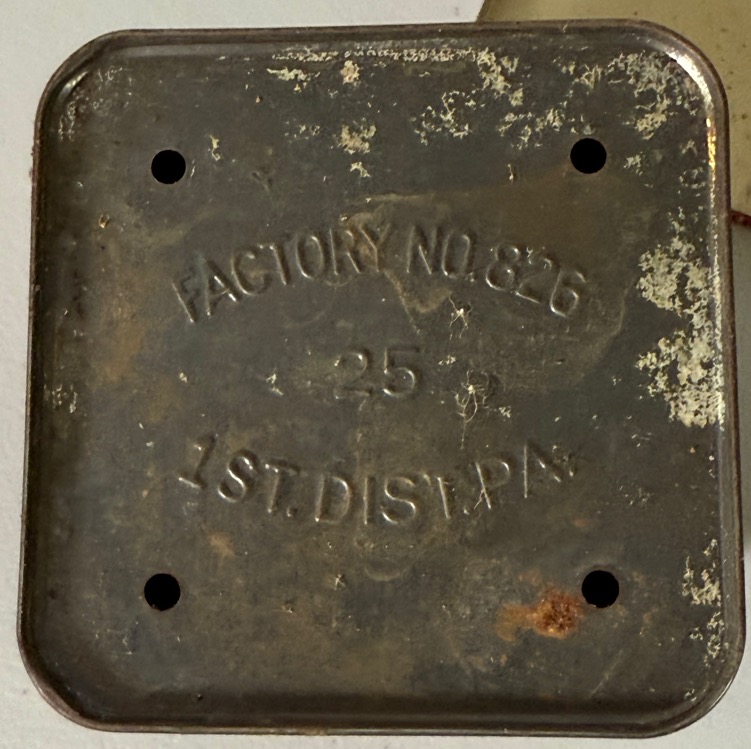 FACTORY NO. 826
25
1ST. DIST. PA.